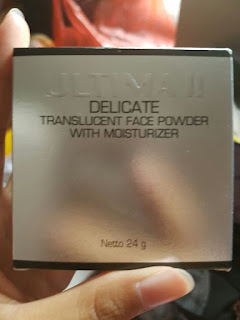 ULTIMA II
DELICATE
TRANSLUCENT FACE POWDER
WITH MOISTURIZER
Netto 24 g